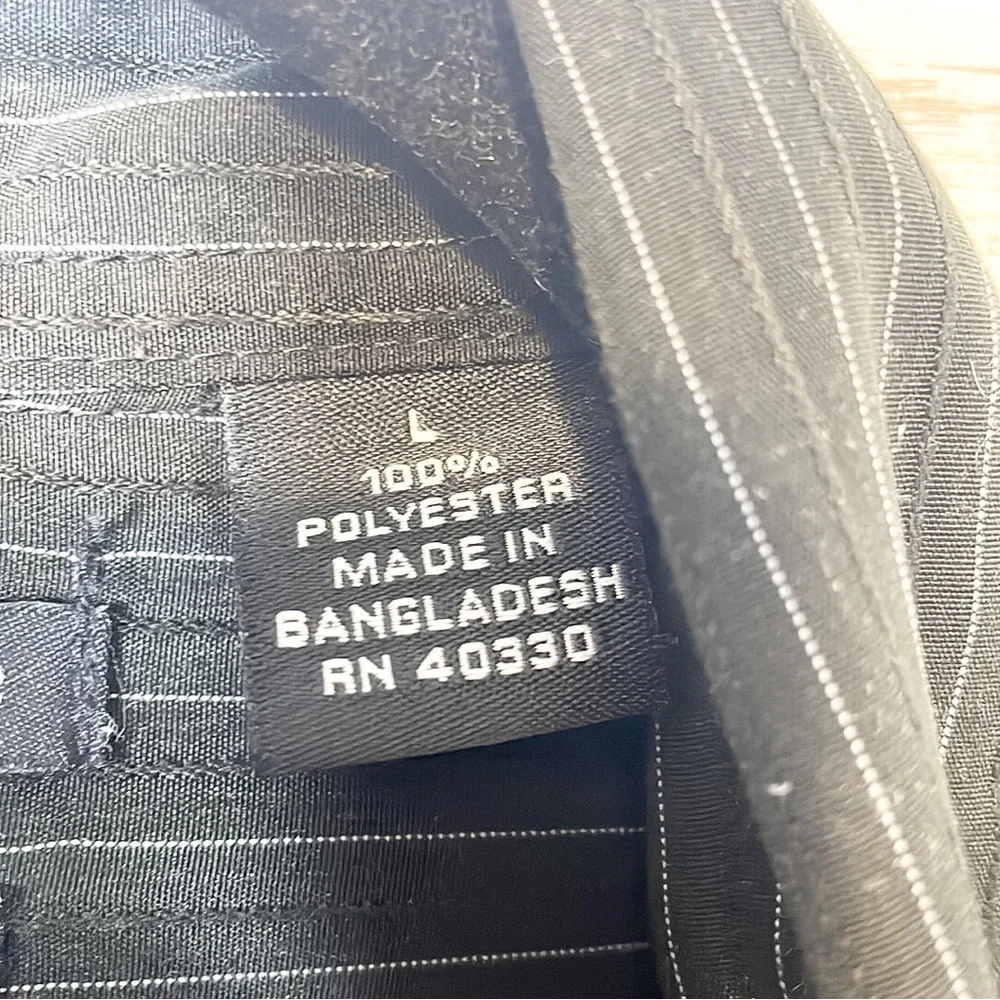 L
100%
POLYESTER
MADE IN
BANGLADESH
RN 40330